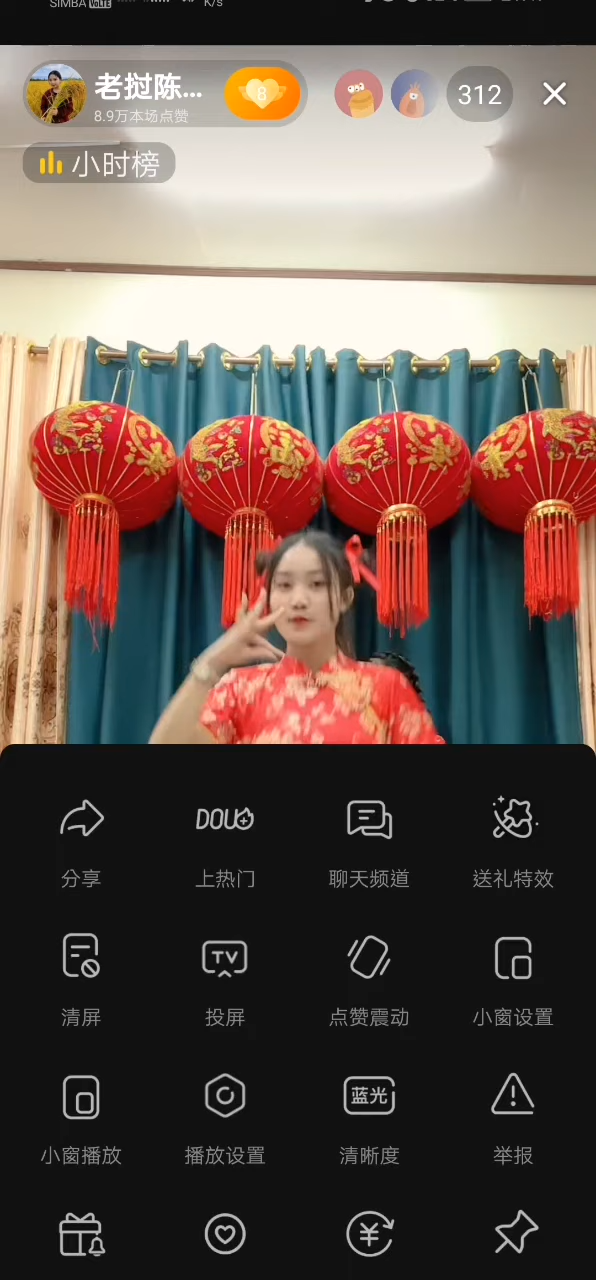 SIMBA VoLTE
K/s
老挝陈...
8
8.9万本场点赞
312
小时榜
分享
DOU+
上热门
聊天频道
送礼特效
清屏
TV
投屏
点赞震动
小窗设置
小窗播放
播放设置
蓝光
清晰度
举报